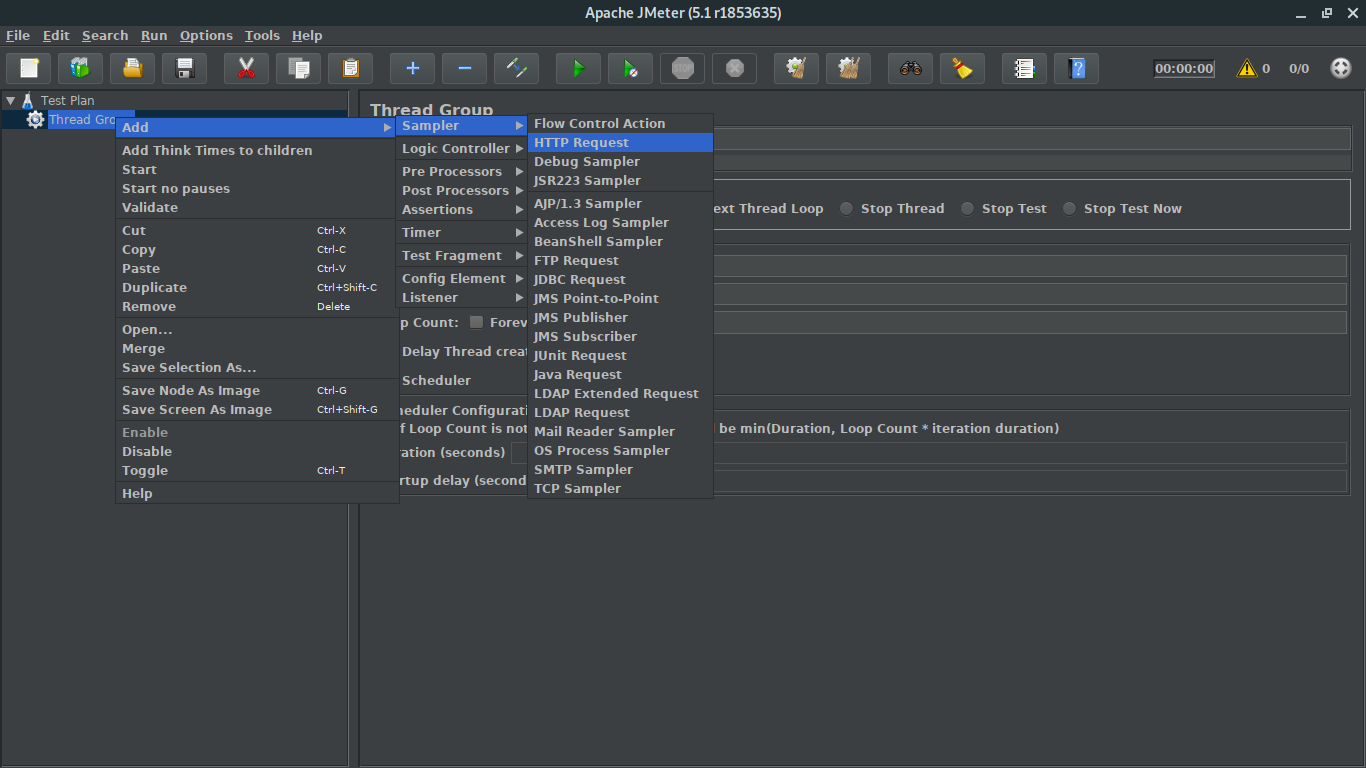 Apache JMeter (5.1 r1853635)
File Edit Search Run Options Tools Help
STOP 00:00:00 0 0/0
Test Plan
Thread Gro
Thread Group
Add
Add Think Times to children
Start
Start no pauses
Validate
Cut Ctrl-X
Copy Ctrl-C
Paste Ctrl-V
Duplicate Ctrl+Shift-C
Remove Delete
Open...
Merge
Save Selection As...
Save Node As Image Ctrl-G
Save Screen As Image Ctrl+Shift-G
Enable
Disable
Toggle Ctrl-T
Help
Sampler
Logic Controller
Pre Processors
Post Processors
Assertions
Timer
Test Fragment
Config Element
Listener
Flow Control Action
HTTP Request
Debug Sampler
JSR223 Sampler
AJP/1.3 Sampler
Access Log Sampler
BeanShell Sampler
FTP Request
JDBC Request
JMS Point-to-Point
JMS Publisher
JMS Subscriber
JUnit Request
Java Request
LDAP Extended Request
LDAP Request
Mail Reader Sampler
OS Process Sampler
SMTP Sampler
TCP Sampler
ext Thread Loop Stop Thread Stop Test Stop Test Now
p Count: Forev
Delay Thread crea
Scheduler
heduler Configurati
f Loop Count is not be min(Duration, Loop Count * iteration duration)
ration (seconds)
rtup delay (second